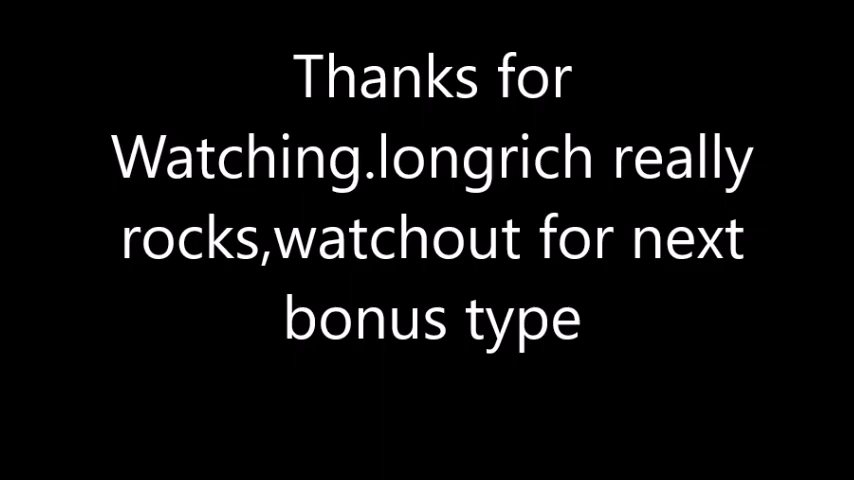 Thanks for
Watching.longrich really
rocks,watchout for next
bonus type